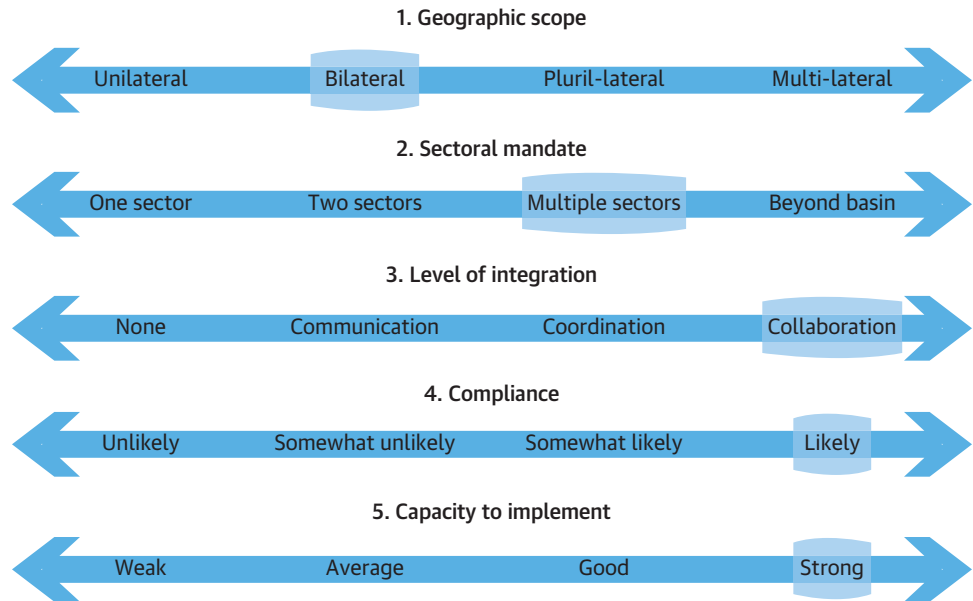 1. Geographic scope
Unilateral Bilateral Pluril-lateral Multi-lateral
2. Sectoral mandate
One sector Two sectors Multiple sectors Beyond basin
3. Level of integration
None Communication Coordination Collaboration
4. Compliance
Unlikely Somewhat unlikely Somewhat likely Likely
5. Capacity to implement
Weak Average Good Strong